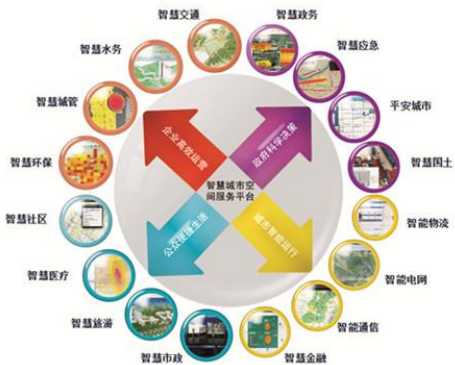 智慧交通
智慧政务
智慧水务
智慧应急
智慧城管
平安城市
企业高效运营
政府科学决策
智慧环保
智慧国土
智慧城市空
间服务平台
智慧社区
智能物流
公众便捷生活
城市智能运行
智慧医疗
智能电网
智慧旅游
智能通信
智慧市政
智慧金融